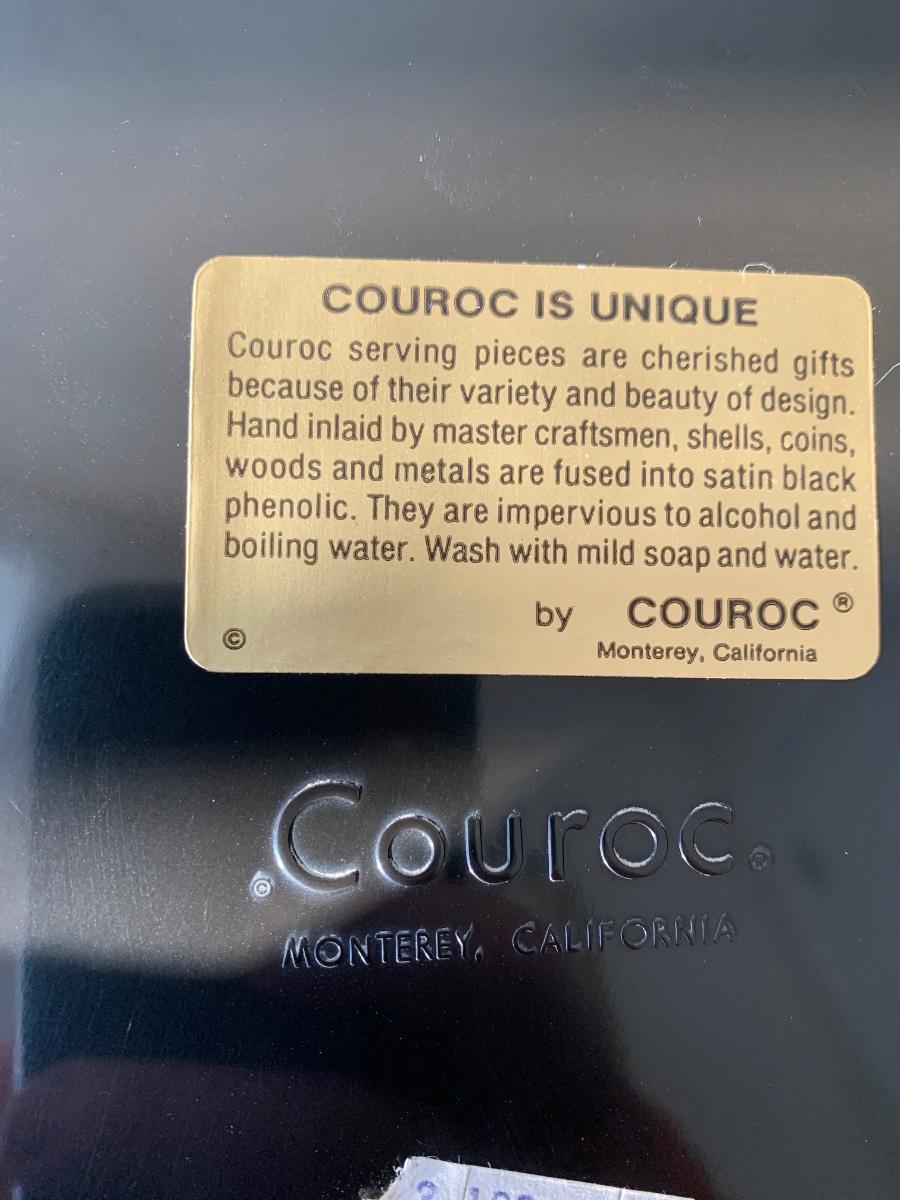 COUROC IS UNIQUE
Couroc serving pieces are cherished gifts
because of their variety and beauty of design.
Hand inlaid by master craftsmen, shells, coins,
woods and metals are fused into satin black
phenolic. They are impervious to alcohol and
boiling water. Wash with mild soap and water.
by COUROC ®
© Monterey, California
© Couroc ®
MONTEREY, CALIFORNIA